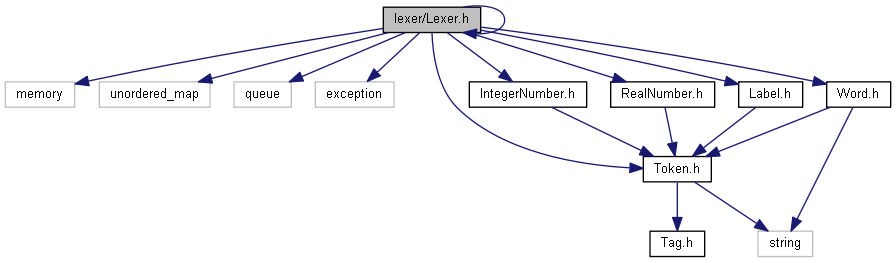 lexer/Lexer.h
memory
unordered_map
queue
exception
IntegerNumber.h
RealNumber.h
Label.h
Word.h
Token.h
Tag.h
string